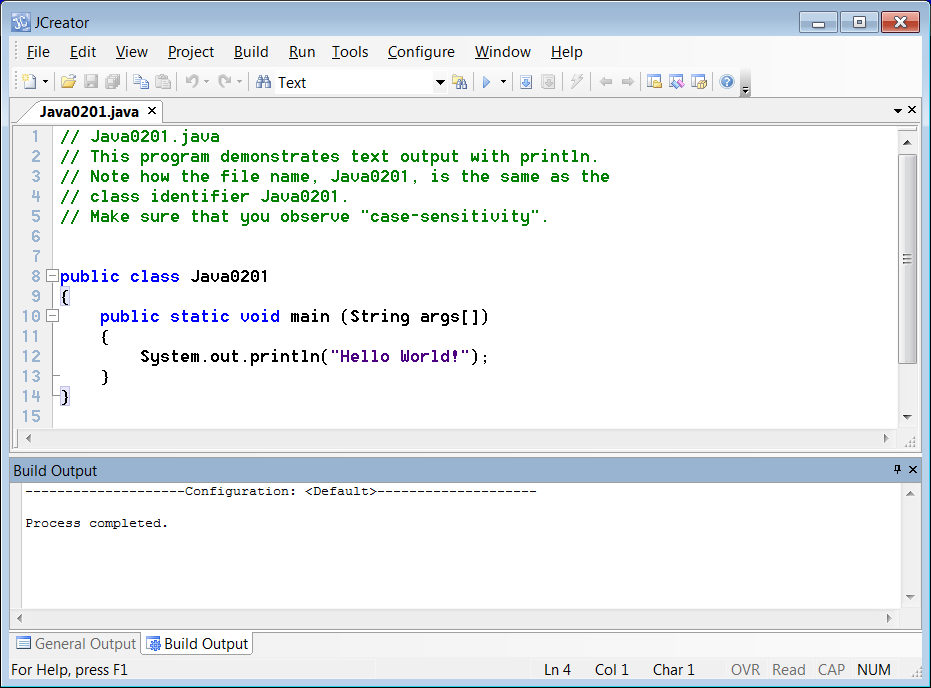 JCreator
File Edit View Project Build Run Tools Configure Window Help
Text
Java0201.java
1 // Java0201.java
2 // This program demonstrates text output with println.
3 // Note how the file name, Java0201, is the same as the
4 // class identifier Java0201.
5 // Make sure that you observe "case-sensitivity".
6
7
8 public class Java0201
9 {
10 public static void main (String args[])
11 {
12 System.out.println("Hello World!");
13 }
14 }
15
Build Output
--------------------Configuration: <Default>--------------------
Process completed.
General Output Build Output
For Help, press F1 Ln 4 Col 1 Char 1 OVR Read CAP NUM